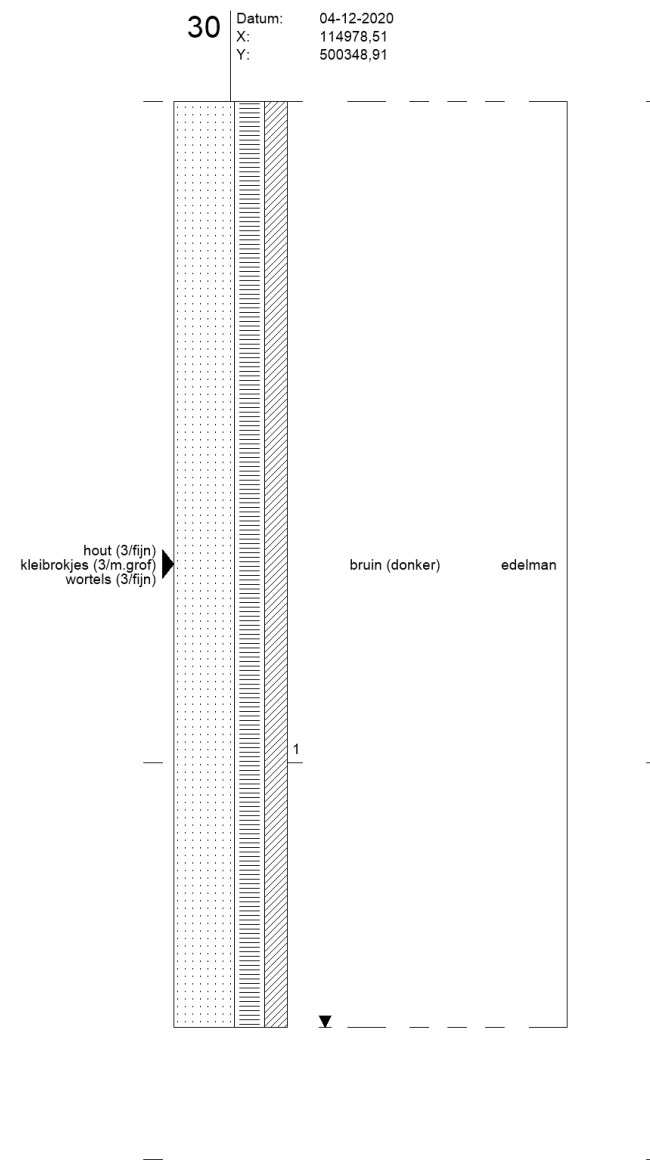 30
Datum: 04-12-2020
X: 114978,51
Y: 500348,91
hout (3/fijn)
kleibrokjes (3/m.grof) bruin (donker) edelman
wortels (3/fijn)
1